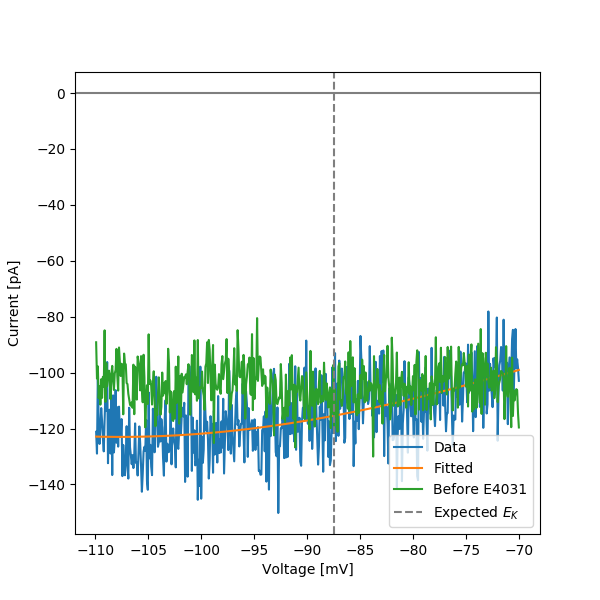 0
−20
−40
−60
−80
−100
−120
−140
Current [pA]
Data
Fitted
Before E4031
Expected E_K
−110 −105 −100 −95 −90 −85 −80 −75 −70
Voltage [mV]